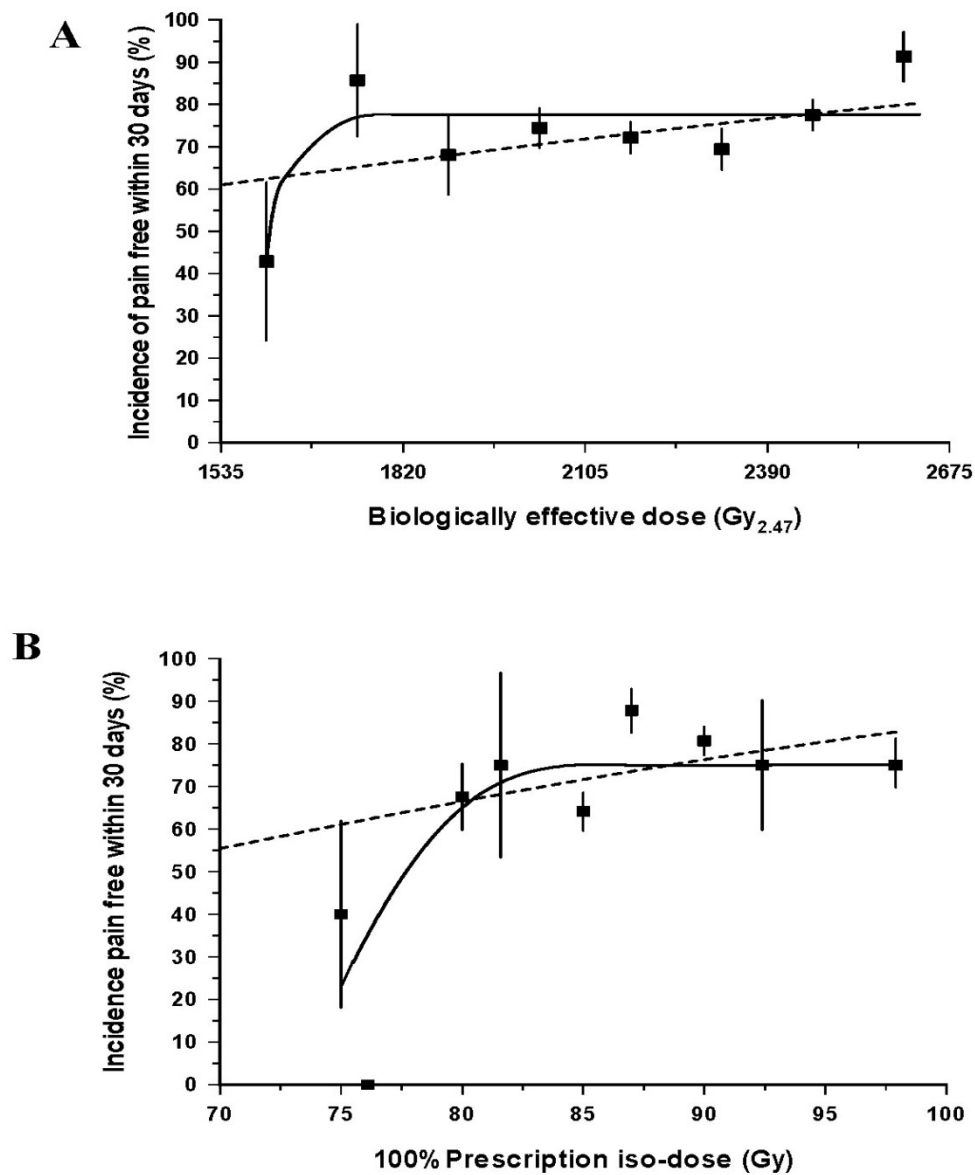 A
Incidence of pain free within 30 days (%)
100
90
80
70
60
50
40
30
20
10
0
1535 1820 2105 2390 2675
Biologically effective dose (Gy2.47)
B
Incidence pain free within 30 days (%)
100
90
80
70
60
50
40
30
20
10
0
70 75 80 85 90 95 100
100% Prescription iso-dose (Gy)